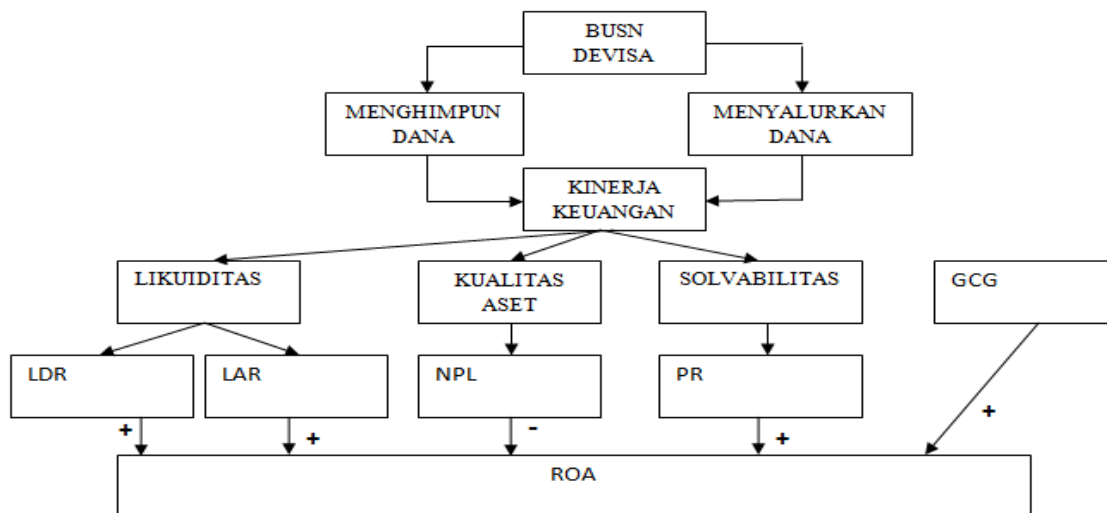 BUSN
DEVISA
MENGHIMPUN
DANA
MENYALURKAN
DANA
KINERJA
KEUANGAN
LIKUIDITAS
KUALITAS
ASET
SOLVABILITAS
GCG
LDR
LAR
NPL
PR
+
+
-
+
+
ROA